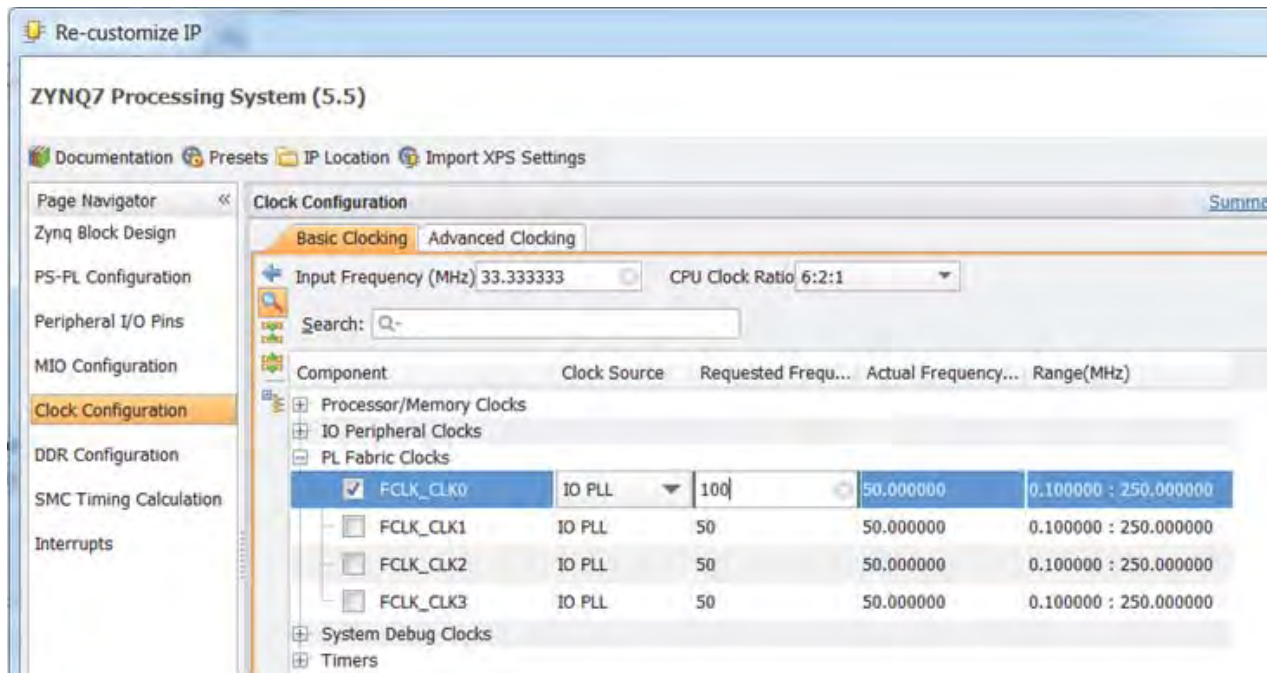 Re-customize IP
ZYNQ7 Processing System (5.5)
Documentation Presets IP Location Import XPS Settings
Page Navigator «
Zynq Block Design
PS-PL Configuration
Peripheral I/O Pins
MIO Configuration
Clock Configuration
DDR Configuration
SMC Timing Calculation
Interrupts
Clock Configuration Summa
Basic Clocking Advanced Clocking
Input Frequency (MHz) 33.333333 CPU Clock Ratio 6:2:1
Search:
Component Clock Source Requested Frequ... Actual Frequency... Range(MHz)
Processor/Memory Clocks
IO Peripheral Clocks
PL Fabric Clocks
FCLK_CLK0 IO PLL 100 50.000000 0.100000 : 250.000000
FCLK_CLK1 IO PLL 50 50.000000 0.100000 : 250.000000
FCLK_CLK2 IO PLL 50 50.000000 0.100000 : 250.000000
FCLK_CLK3 IO PLL 50 50.000000 0.100000 : 250.000000
System Debug Clocks
Timers